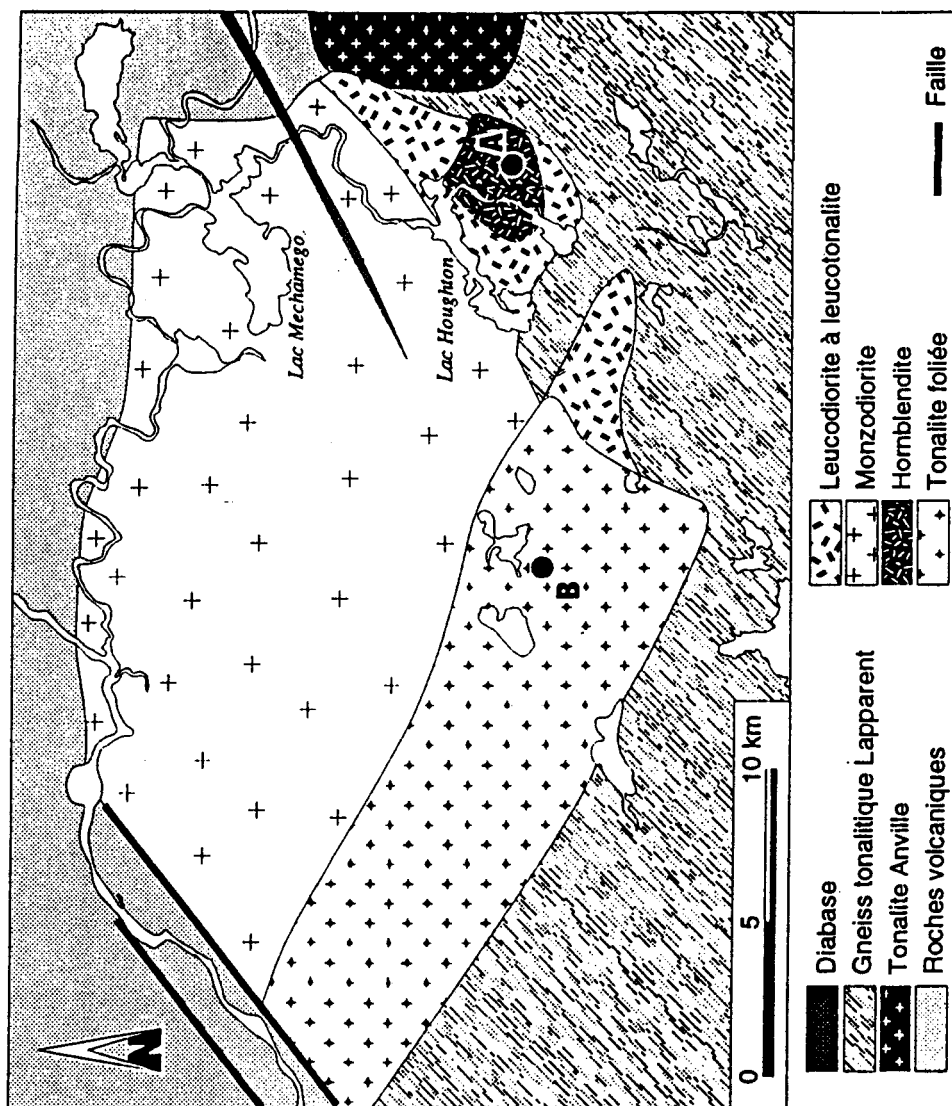 N
Lac Mechamego
Lac Houghton
A
B
0 5 10 km
Diabase
Gneiss tonalitique Lapparent
Tonalite Anville
Roches volcaniques
Leucodiorite à leucotonalite
Monzodiorite
Hornblendite
Tonalite foliée
Faille